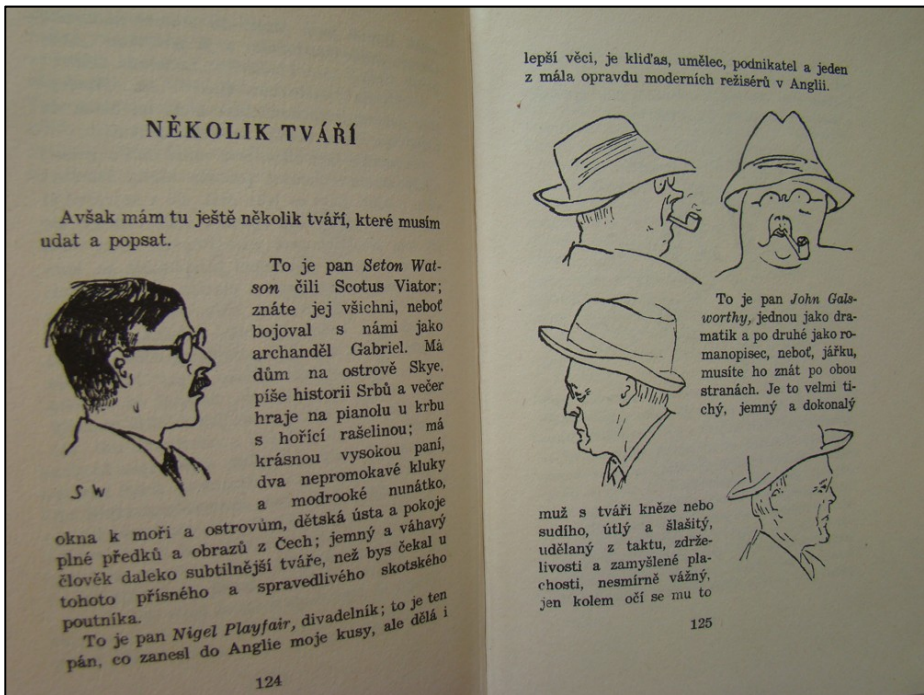 NĚKOLIK TVÁŘÍ
Avšak mám tu ještě několik tváří, které musím
udat a popsat.
To je pan Seton Wat-
son čili Scotus Viator;
znáte jej všichni, neboť
bojoval s námi jako
archanděl Gabriel. Má
dům na ostrově Skye,
píše historii Srbů a večer
hraje na pianolu u krbu
s hořící rašelinou; má
krásnou vysokou paní,
dva nepromokavé kluky
a modrooké nunátko,
okna k moři a ostrovům, dětská ústa a pokoje
plné předků a obrazů z Čech; jemný a váhavý
člověk daleko subtilnější tváře, než bys čekal u
tohoto přísného a spravedlivého skotského
poutníka.
To je pan Nigel Playfair, divadelník; to je ten
pán, co zanesl do Anglie moje kusy, ale dělá i
124
SW
lepší věci, je kliďas, umělec, podnikatel a jeden
z mála opravdu moderních režisérů v Anglii.
To je pan John Gals-
worthy, jednou jako dra-
matik a po druhé jako ro-
manopisec, neboť, jářku,
musíte ho znát po obou
stranách. Je to velmi ti-
chý, jemný a dokonalý
muž s tváři kněze nebo
sudího, útlý a šlašitý,
udělaný z taktu, zdrže-
livosti a zamyšlené pla-
chosti, nesmírně vážný,
jen kolem očí se mu to
125